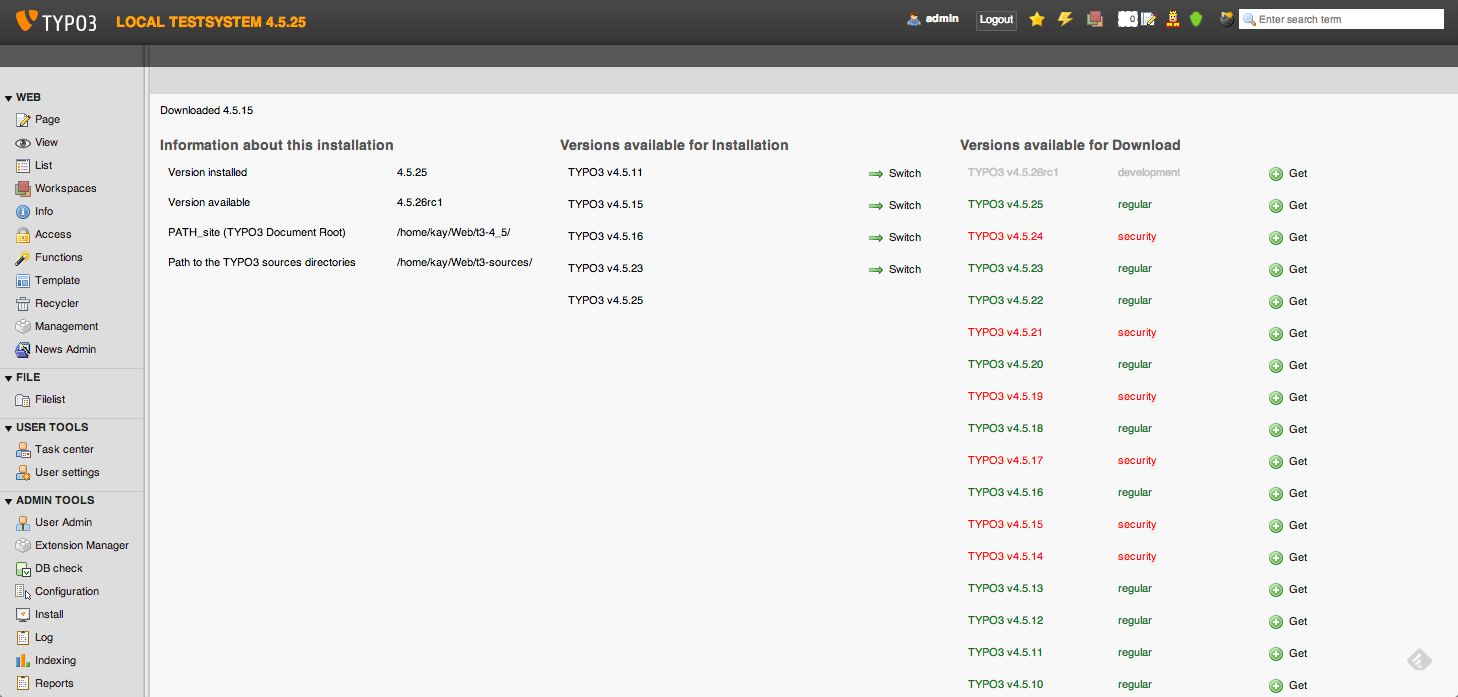 TYPO3 LOCAL TESTSYSTEM 4.5.25 admin Logout 0 Enter search term
WEB
Page
View
List
Workspaces
Info
Access
Functions
Template
Recycler
Management
News Admin
FILE
Filelist
USER TOOLS
Task center
User settings
ADMIN TOOLS
User Admin
Extension Manager
DB check
Configuration
Install
Log
Indexing
Reports
Downloaded 4.5.15
Information about this installation
Version installed 4.5.25
Version available 4.5.26rc1
PATH_site (TYPO3 Document Root) /home/kay/Web/t3-4_5/
Path to the TYPO3 sources directories /home/kay/Web/t3-sources/
Versions available for Installation
TYPO3 v4.5.11 Switch
TYPO3 v4.5.15 Switch
TYPO3 v4.5.16 Switch
TYPO3 v4.5.23 Switch
TYPO3 v4.5.25
Versions available for Download
TYPO3 v4.5.26rc1 development Get
TYPO3 v4.5.25 regular Get
TYPO3 v4.5.24 security Get
TYPO3 v4.5.23 regular Get
TYPO3 v4.5.22 regular Get
TYPO3 v4.5.21 security Get
TYPO3 v4.5.20 regular Get
TYPO3 v4.5.19 security Get
TYPO3 v4.5.18 regular Get
TYPO3 v4.5.17 security Get
TYPO3 v4.5.16 regular Get
TYPO3 v4.5.15 security Get
TYPO3 v4.5.14 security Get
TYPO3 v4.5.13 regular Get
TYPO3 v4.5.12 regular Get
TYPO3 v4.5.11 regular Get
TYPO3 v4.5.10 regular Get